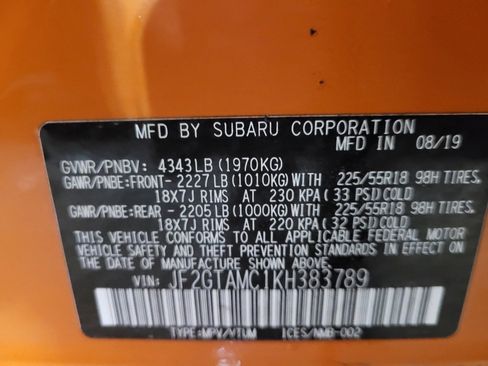 MFD BY SUBARU CORPORATION
MFD IN 08/19
GVWR/PNBV: 4343LB(1970KG)
GAWR/PNBE:FRONT- 2227LB(1010KG)WITH 225/55R18 98H TIRES,
18X7J RIMS AT 230 KPA(33 PSI)COLD
GAWR/PNBE:REAR - 2205LB(1000KG)WITH 225/55R18 98H TIRES,
18X7J RIMS AT 220 KPA(32 PSI)COLD
THIS VEHICLE CONFORMS TO ALL APPLICABLE FEDERAL MOTOR
VEHICLE SAFETY AND THEFT PREVENTION STANDARDS IN EFFECT ON
THE DATE OF MANUFACTURE SHOWN ABOVE.
VIN: JF2GTAMC1KH383789
TYPE:MPV/VTUM ICES/NMB-002